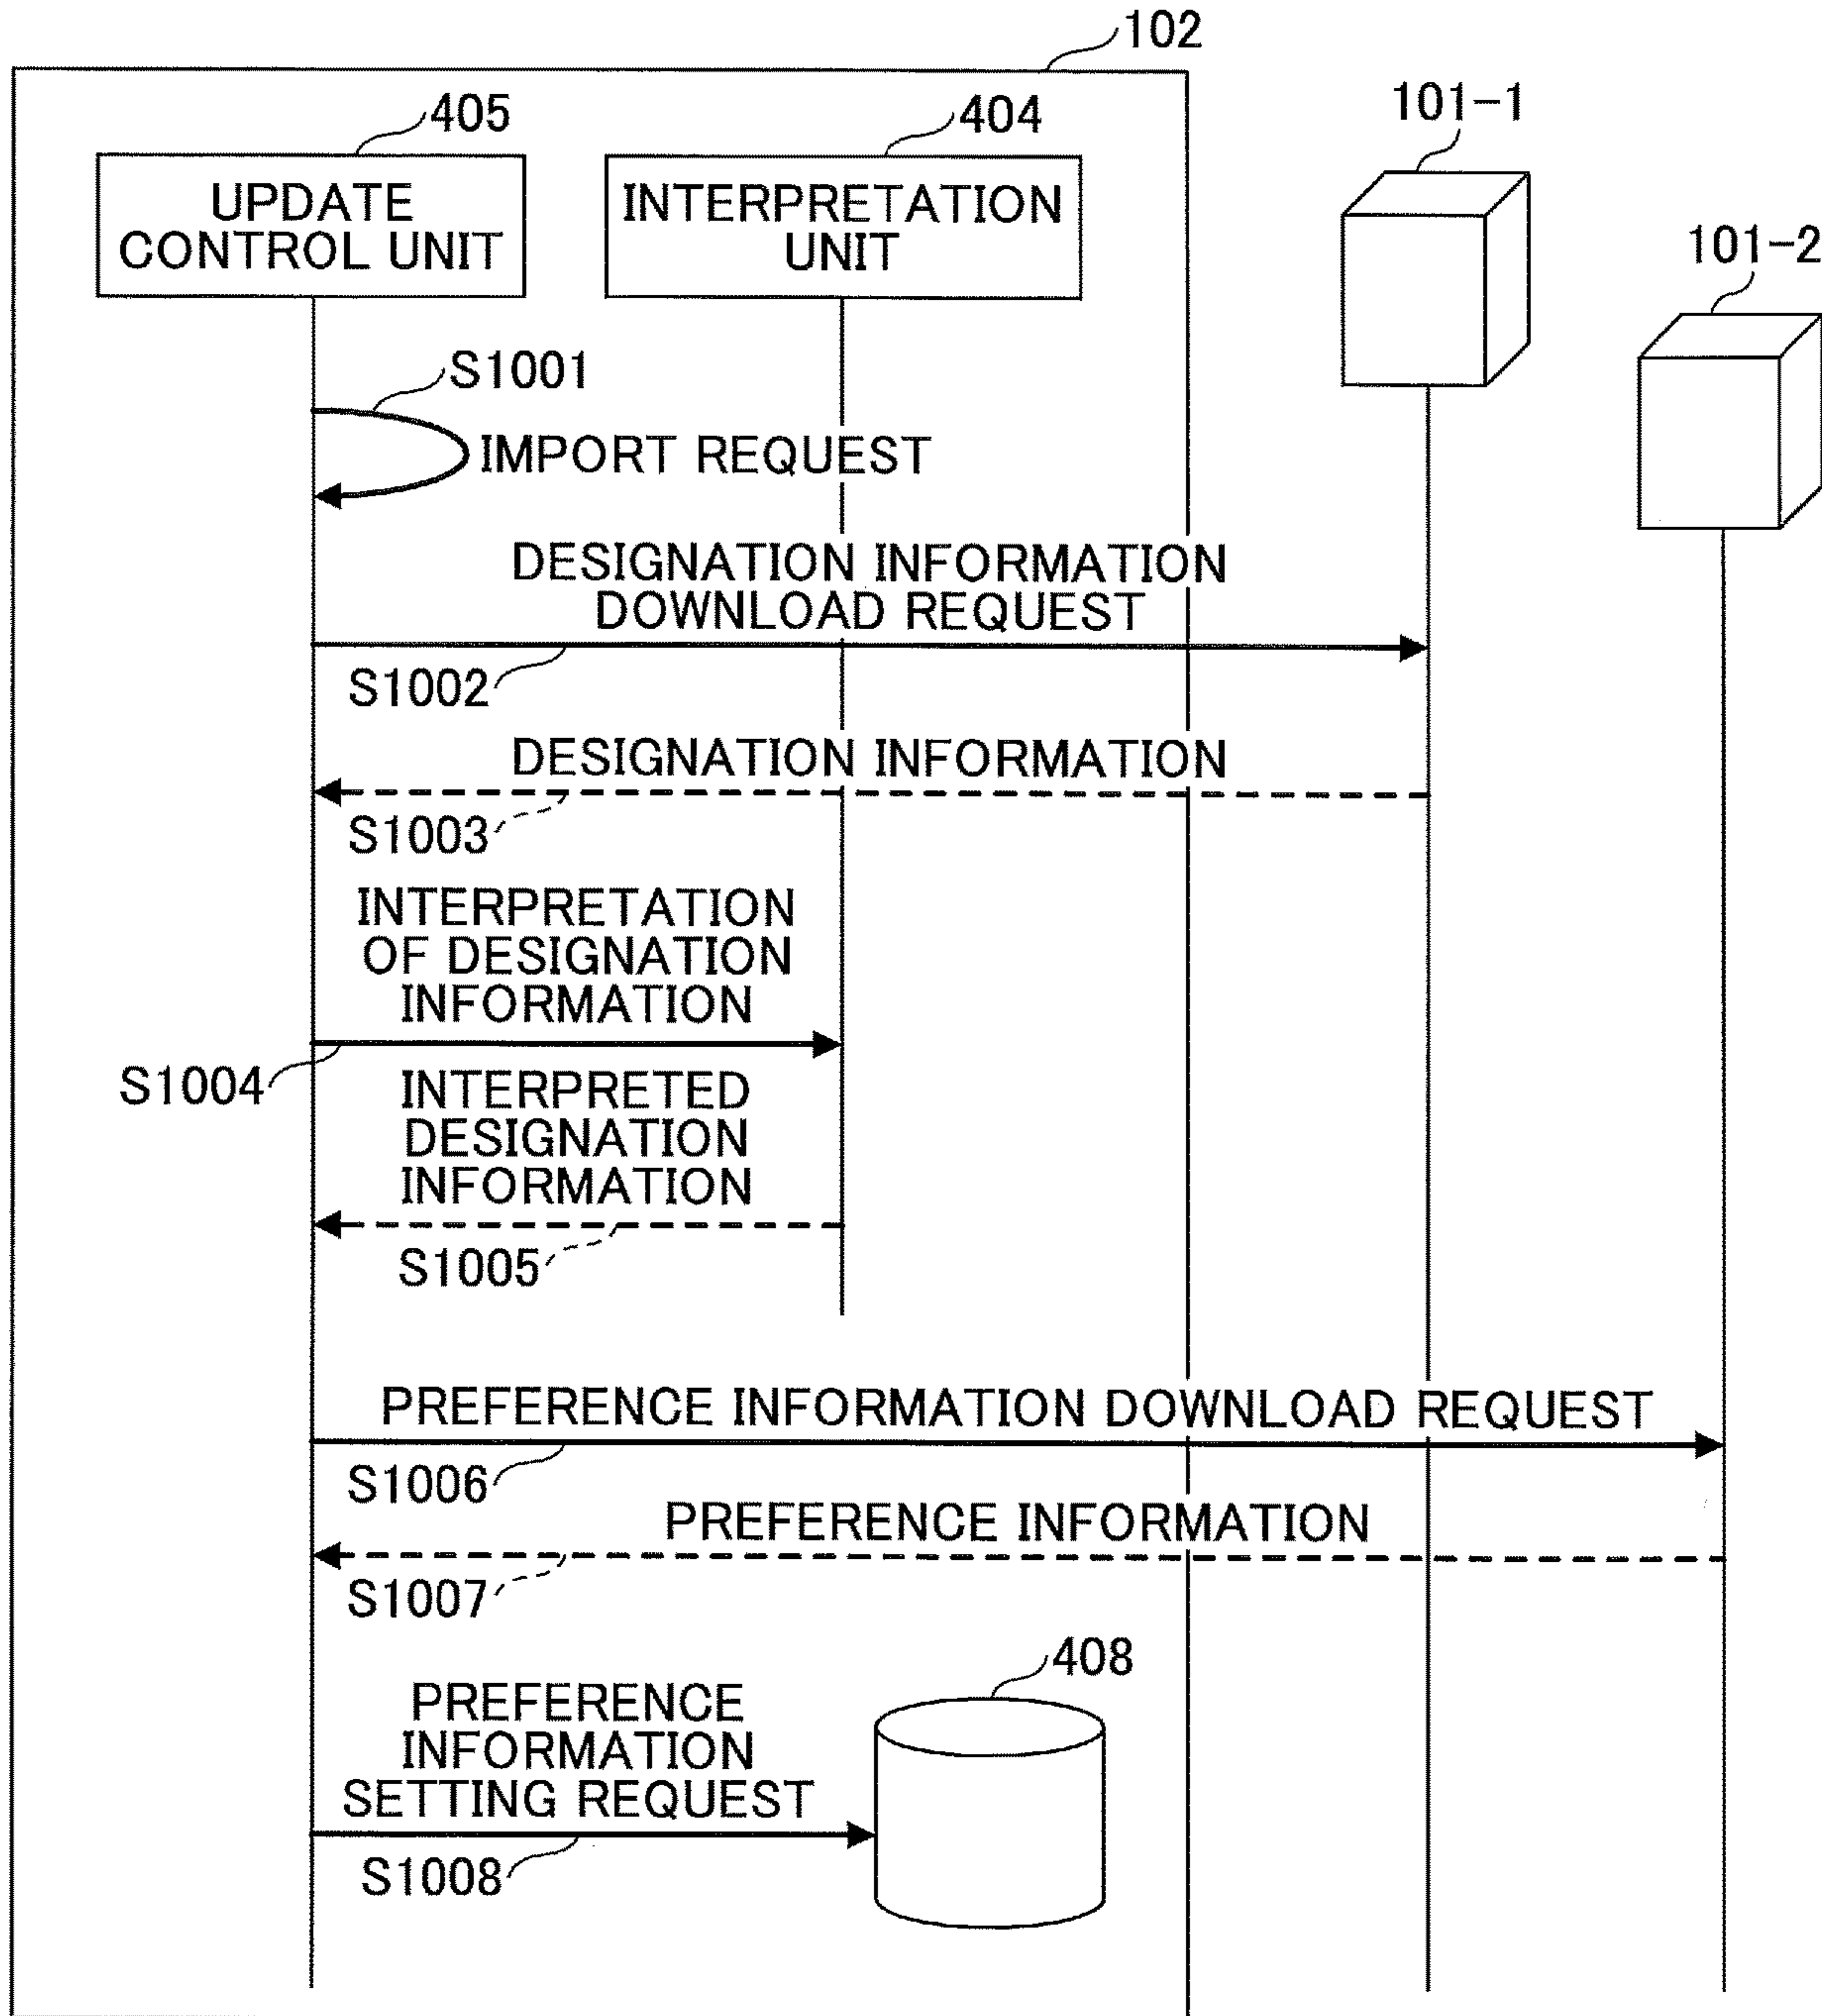 102
405
404
101-1
UPDATE
CONTROL UNIT
INTERPRETATION
UNIT
101-2
S1001
IMPORT REQUEST
DESIGNATION INFORMATION
DOWNLOAD REQUEST
S1002
DESIGNATION INFORMATION
S1003
INTERPRETATION
OF DESIGNATION
INFORMATION
S1004
INTERPRETED
DESIGNATION
INFORMATION
S1005
PREFERENCE INFORMATION DOWNLOAD REQUEST
S1006
PREFERENCE INFORMATION
S1007
408
PREFERENCE
INFORMATION
SETTING REQUEST
S1008